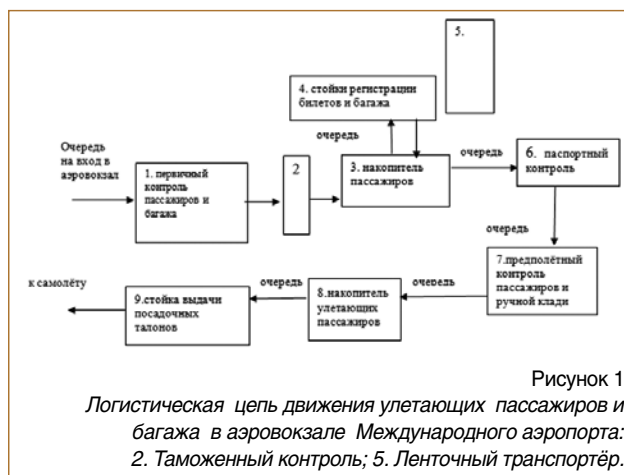 5.
4. стойки регистрации
билетов и багажа
очередь
Очередь
на вход в
аэровокзал
1. первичный
контроль
пассажиров и
багажа
2
3. накопитель
пассажиров
очередь
6. паспортный
контроль
очередь
7.предполётный
контроль
пассажиров и
ручной клади
очередь
8.накопитель
улетающих
пассажиров
очередь
9.стойка выдачи
посадочных
талонов
к самолёту
Рисунок 1
Логистическая цепь движения улетающих пассажиров и
багажа в аэровокзале Международного аэропорта:
2. Таможенный контроль; 5. Ленточный транспортёр.